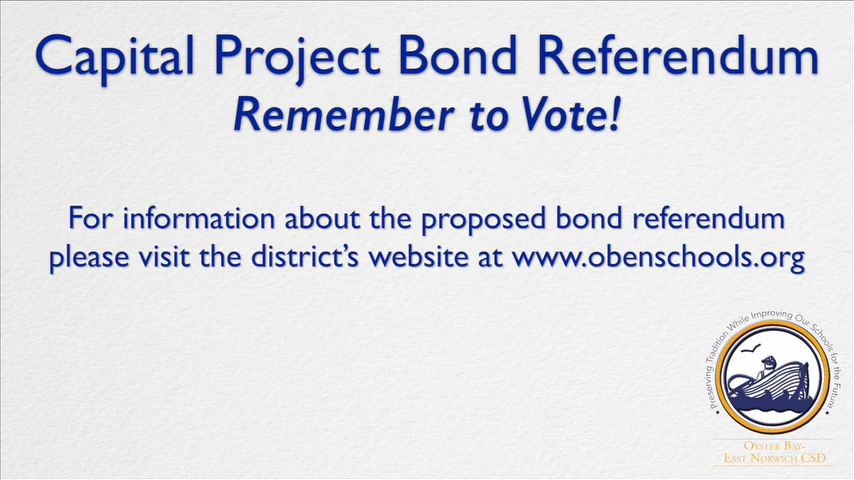 Capital Project Bond Referendum
Remember to Vote!
For information about the proposed bond referendum
please visit the district's website at www.obenschools.org
• Preserving Tradition While Improving Our Schools for the Future •
Oyster Bay-
East Norwich CSD